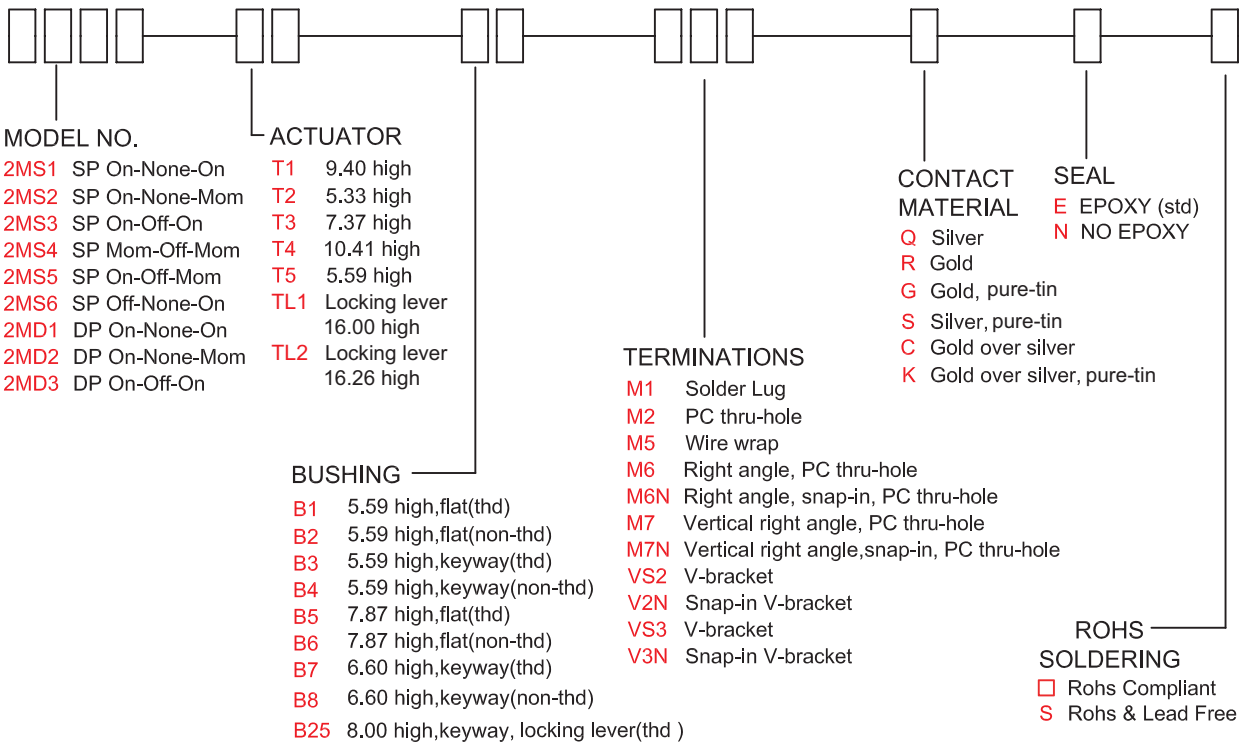 MODEL NO.
2MS1 SP On-None-On
2MS2 SP On-None-Mom
2MS3 SP On-Off-On
2MS4 SP Mom-Off-Mom
2MS5 SP On-Off-Mom
2MS6 SP Off-None-On
2MD1 DP On-None-On
2MD2 DP On-None-Mom
2MD3 DP On-Off-On
ACTUATOR
T1 9.40 high
T2 5.33 high
T3 7.37 high
T4 10.41 high
T5 5.59 high
TL1 Locking lever
16.00 high
TL2 Locking lever
16.26 high
BUSHING
B1 5.59 high,flat(thd)
B2 5.59 high,flat(non-thd)
B3 5.59 high,keyway(thd)
B4 5.59 high,keyway(non-thd)
B5 7.87 high,flat(thd)
B6 7.87 high,flat(non-thd)
B7 6.60 high,keyway(thd)
B8 6.60 high,keyway(non-thd)
B25 8.00 high,keyway, locking lever(thd )
TERMINATIONS
M1 Solder Lug
M2 PC thru-hole
M5 Wire wrap
M6 Right angle, PC thru-hole
M6N Right angle, snap-in, PC thru-hole
M7 Vertical right angle, PC thru-hole
M7N Vertical right angle,snap-in, PC thru-hole
VS2 V-bracket
V2N Snap-in V-bracket
VS3 V-bracket
V3N Snap-in V-bracket
CONTACT
MATERIAL
Q Silver
R Gold
G Gold, pure-tin
S Silver, pure-tin
C Gold over silver
K Gold over silver, pure-tin
SEAL
E EPOXY (std)
N NO EPOXY
ROHS
SOLDERING
□ Rohs Compliant
S Rohs & Lead Free